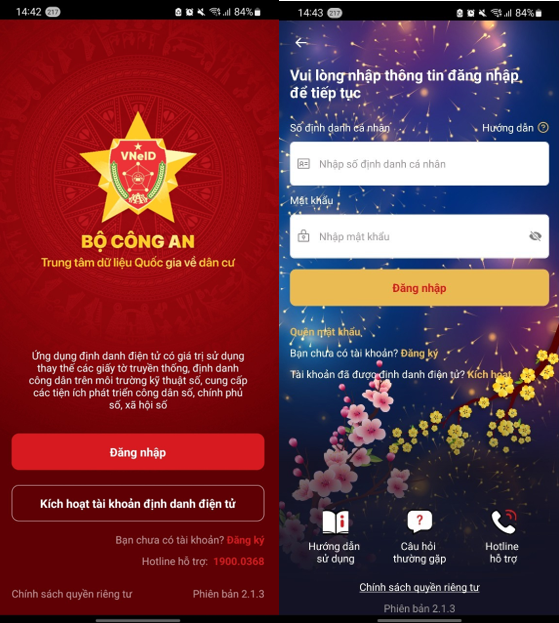 14:42 217
84%
VNeID
BỘ CÔNG AN
Trung tâm dữ liệu Quốc gia về dân cư
Ứng dụng định danh điện tử có giá trị sử dụng
thay thế các giấy tờ truyền thống, định danh
công dân trên môi trường kỹ thuật số, cung cấp
các tiện ích phát triển công dân số, chính phủ
số, xã hội số
Đăng nhập
Kích hoạt tài khoản định danh điện tử
Bạn chưa có tài khoản? Đăng ký
Hotline hỗ trợ: 1900.0368
Chính sách quyền riêng tư
Phiên bản 2.1.3
14:43 217
84%
Vui lòng nhập thông tin đăng nhập
để tiếp tục
Số định danh cá nhân
Hướng dẫn ?
Nhập số định danh cá nhân
Mật khẩu
Nhập mật khẩu
Đăng nhập
Quên mật khẩu
Bạn chưa có tài khoản? Đăng ký
Tài khoản đã được định danh điện tử? Kích hoạt
Hướng dẫn
sử dụng
Câu hỏi
thường gặp
Hotline
hỗ trợ
Chính sách quyền riêng tư
Phiên bản 2.1.3